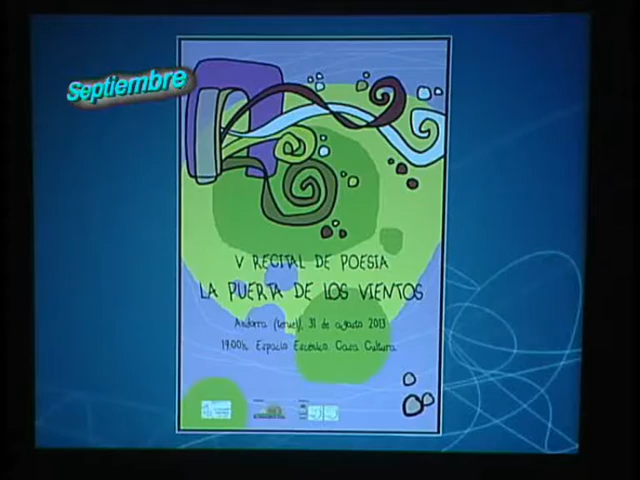 Septiembre
V RECITAL DE POESIA
LA PUERTA DE LOS VIENTOS
Andorra (teruel), 31 de agosto 2013
19:00h. Espacio Escénico. Casa Cultura